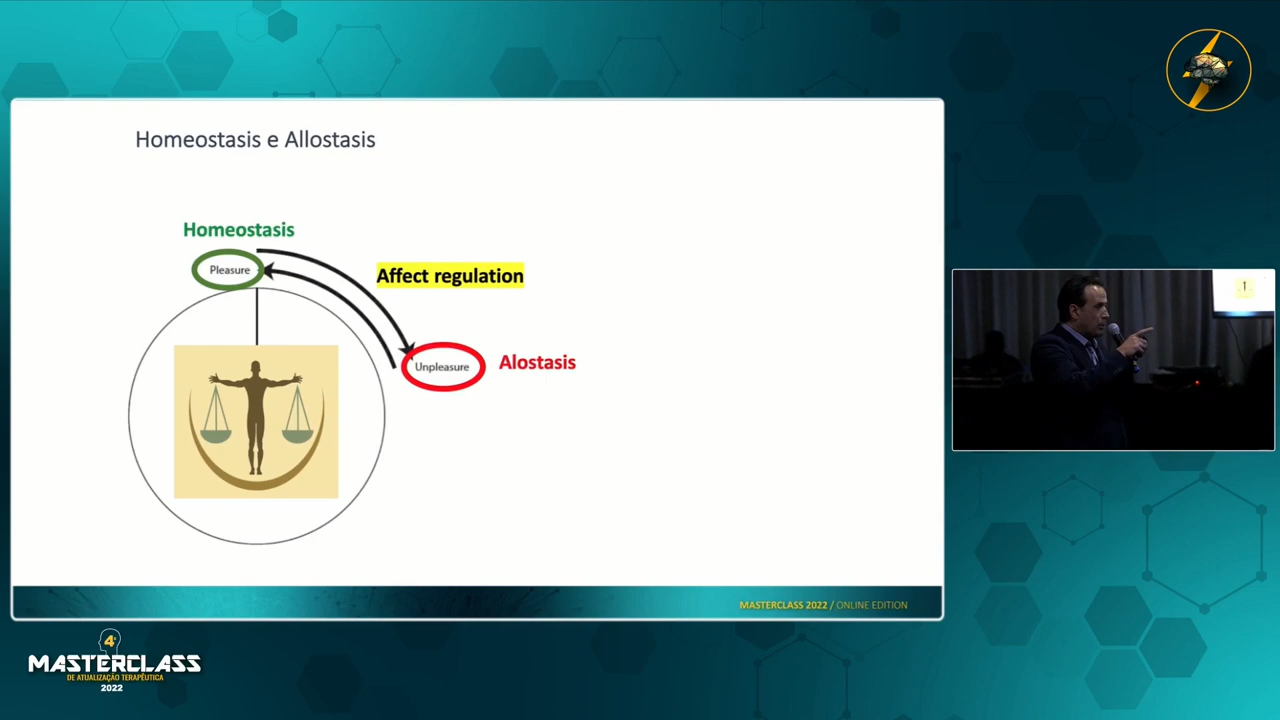 Homeostasis e Allostasis
Homeostasis
Pleasure
Affect regulation
Unpleasure
Alostasis
MASTERCLASS 2022 / ONLINE EDITION
4ª
MASTERCLASS
DE ATUALIZAÇÃO TERAPÊUTICA
2022